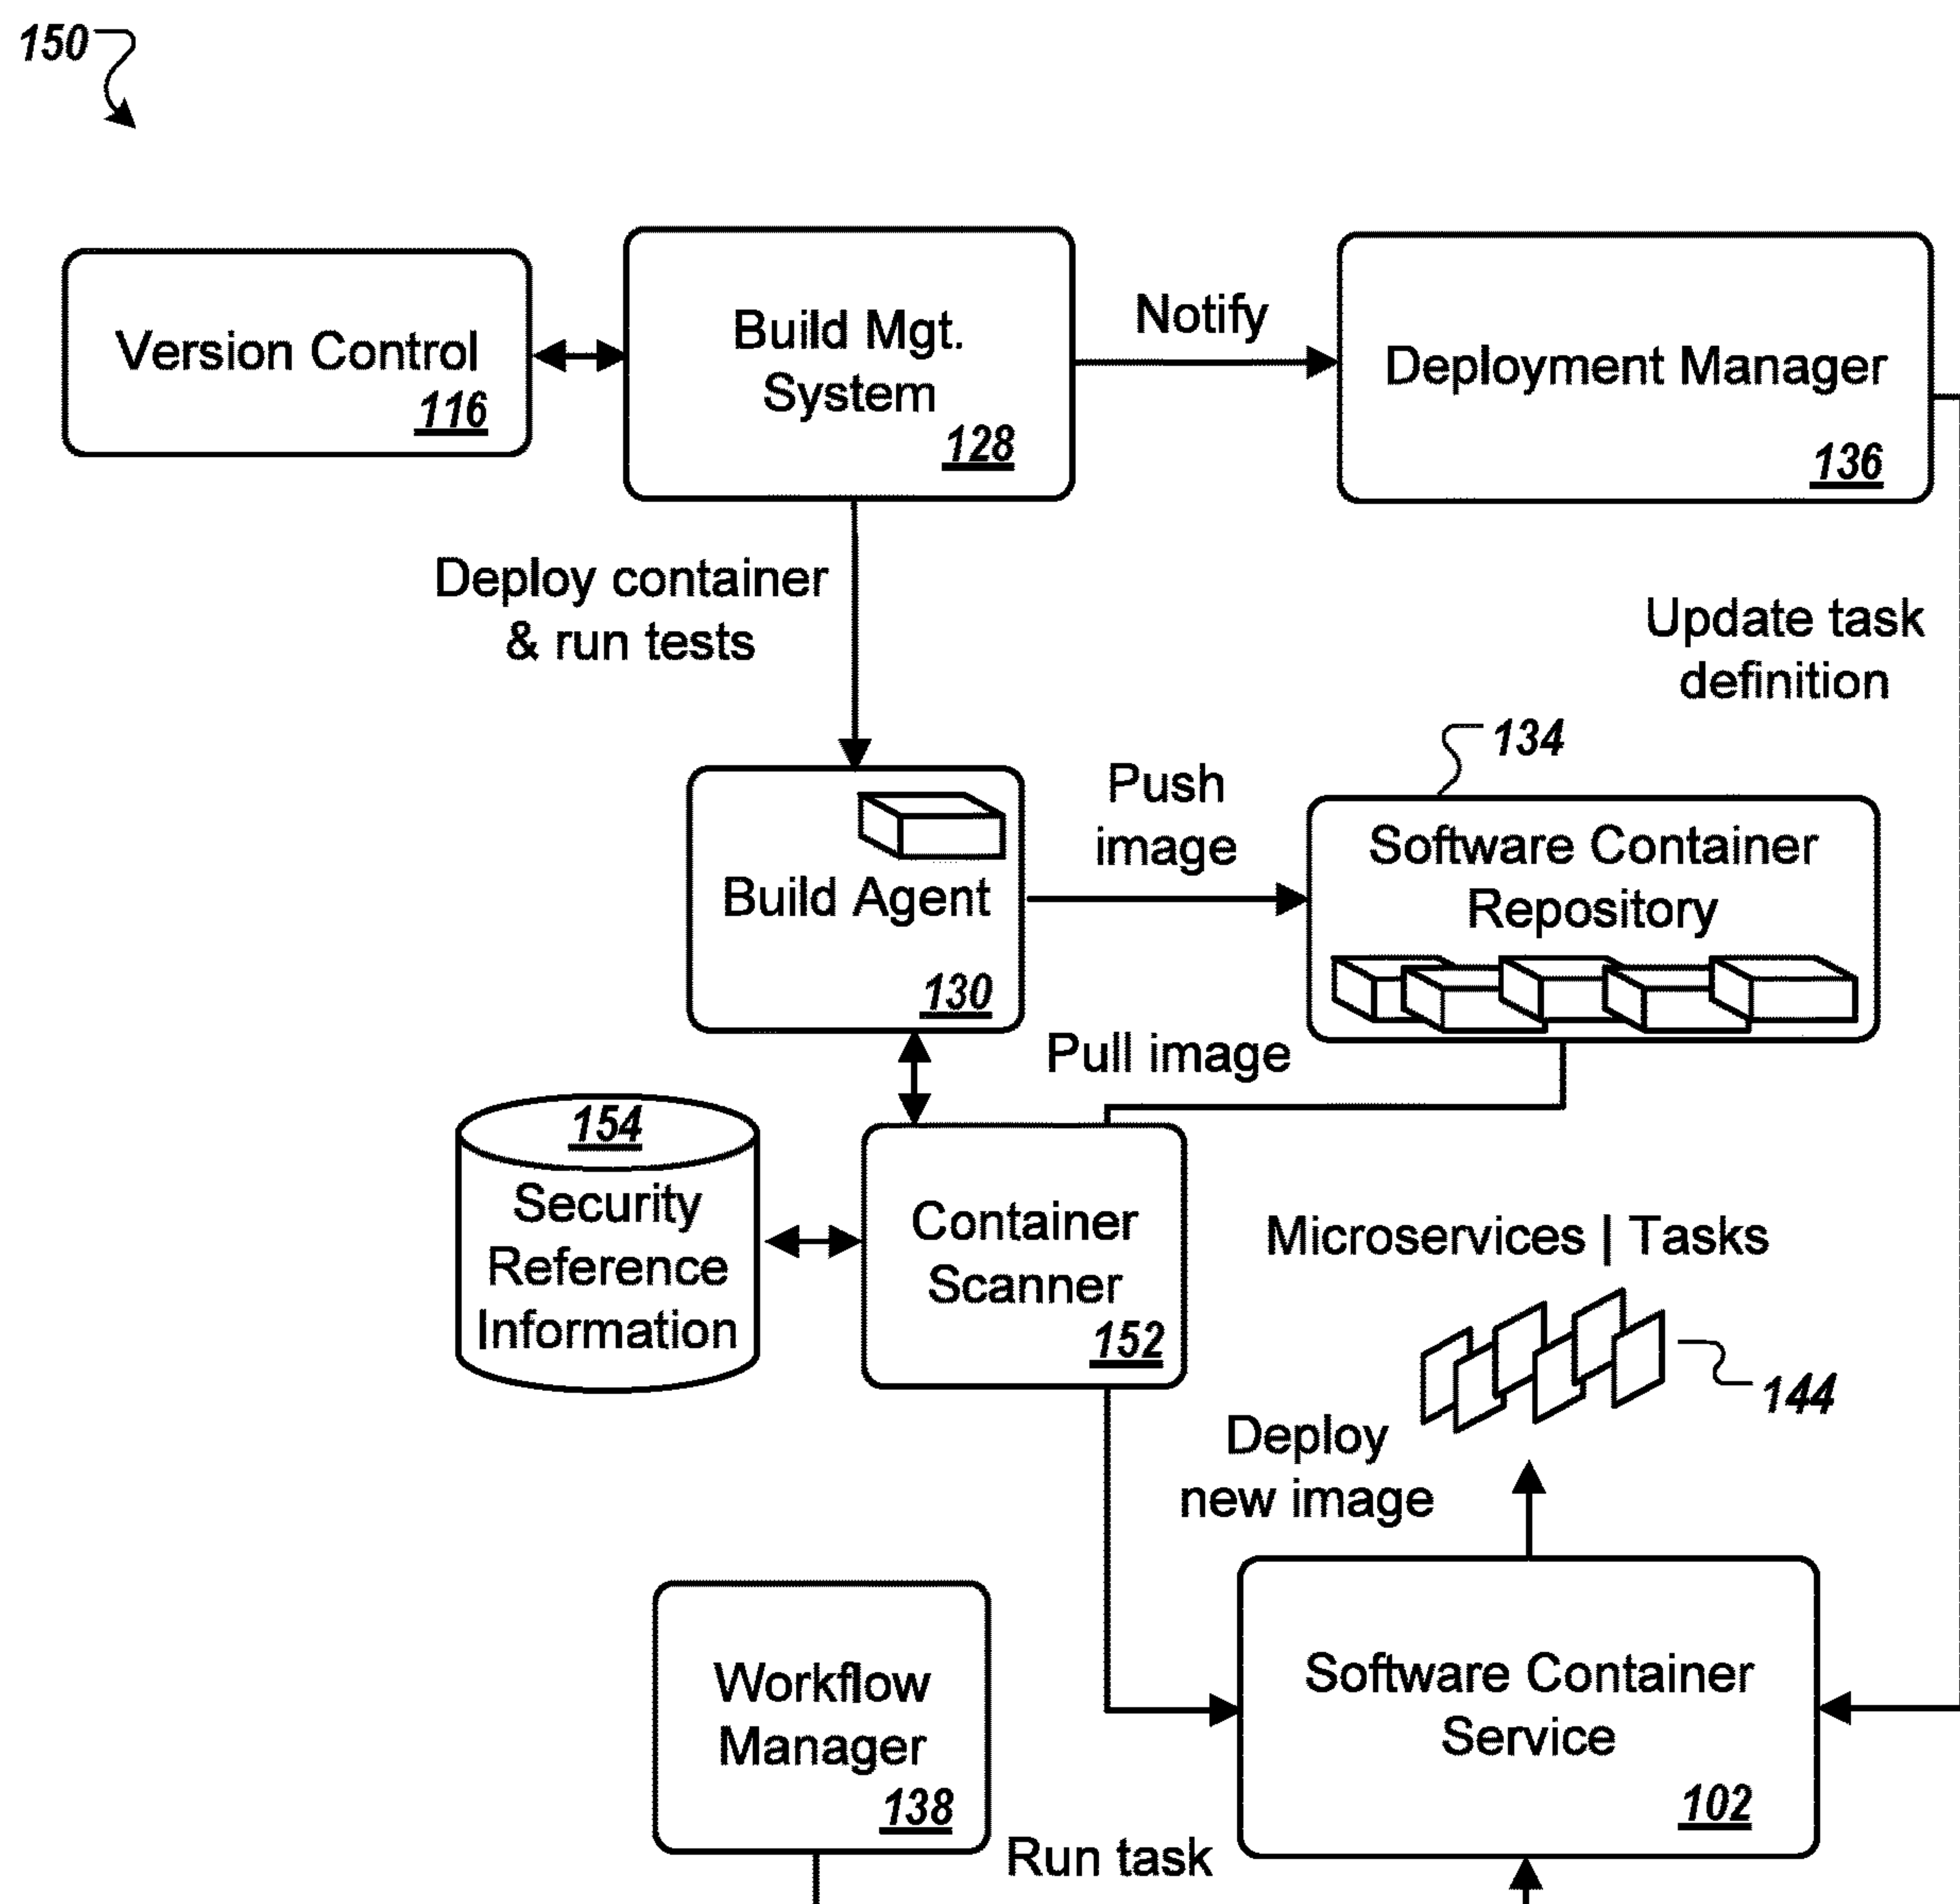 150
Version Control
116
Build Mgt.
System
128
Notify
Deployment Manager
136
Deploy container
& run tests
Update task
definition
134
Build Agent
130
Push
image
Software Container
Repository
Pull image
154
Security
Reference
Information
Container
Scanner
152
Microservices | Tasks
144
Deploy
new image
Workflow
Manager
138
Software Container
Service
102
Run task